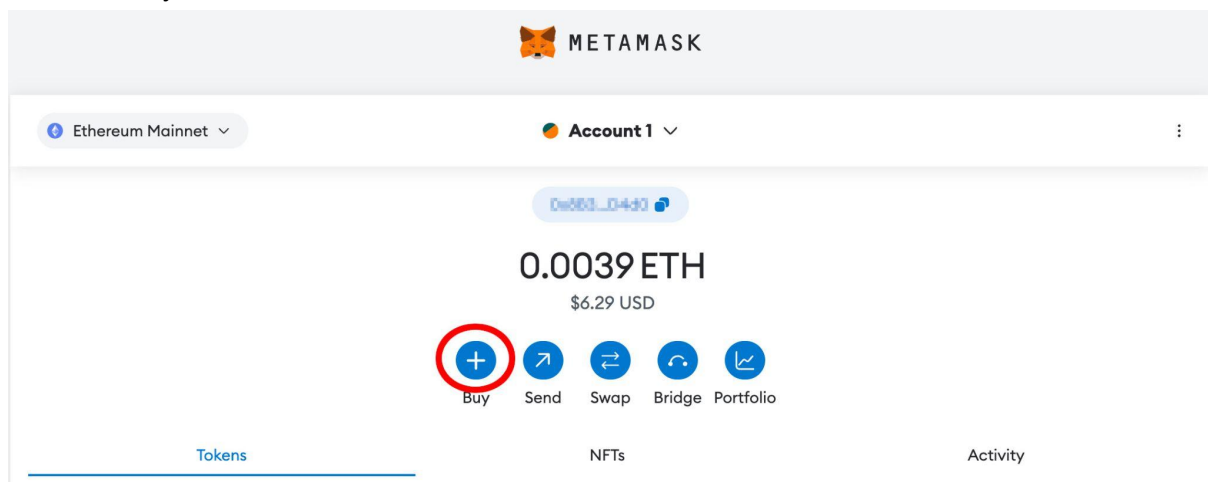 METAMASK
Ethereum Mainnet
Account 1
0.0039 ETH
$6.29 USD
Buy Send Swap Bridge Portfolio
Tokens NFTs Activity